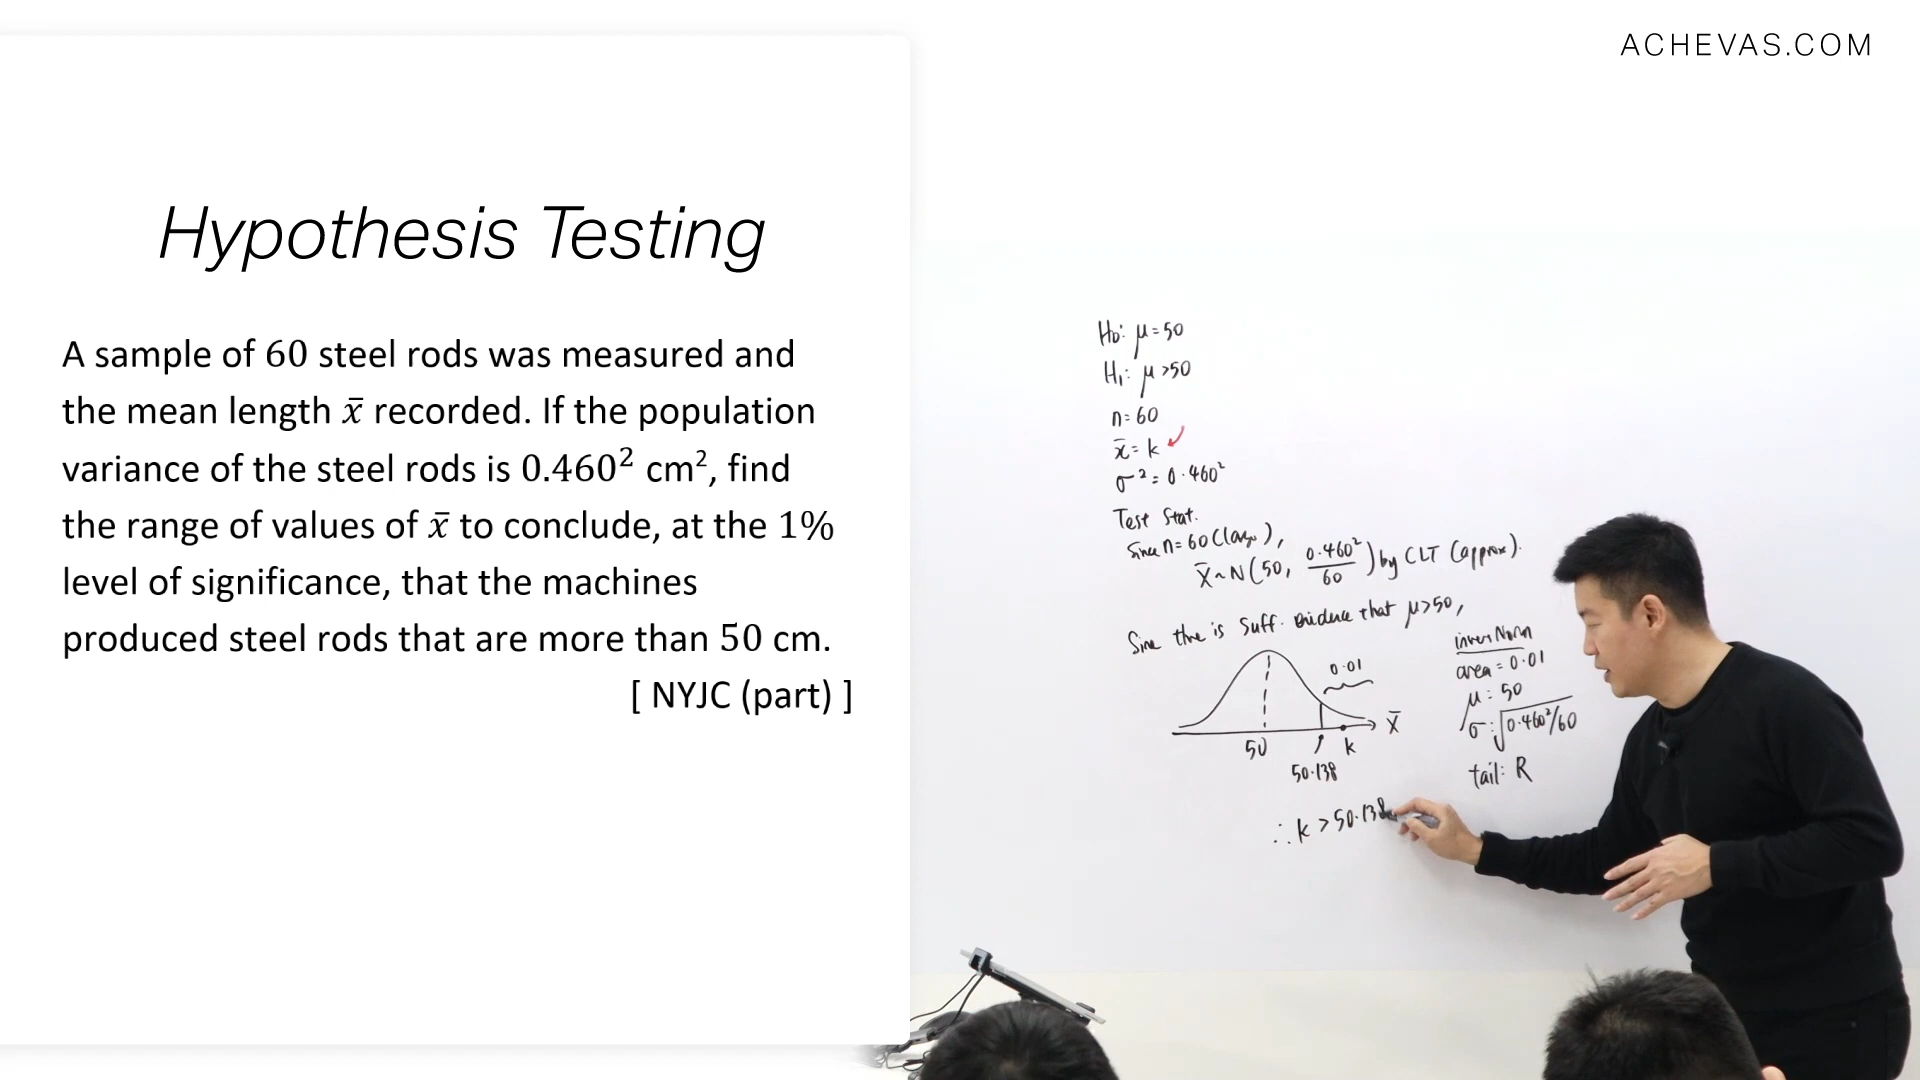 ACHEVAS.COM
Hypothesis Testing
A sample of 60 steel rods was measured and
the mean length x̄ recorded. If the population
variance of the steel rods is 0.460² cm², find
the range of values of x̄ to conclude, at the 1%
level of significance, that the machines
produced steel rods that are more than 50 cm.
[ NYJC (part) ]
H₀: μ = 50
H₁: μ > 50
n = 60
x̄ = k
σ² = 0.460²
Test Stat.
Since n = 60 (large),
X̄ ~ N(50, 0.460²/60) by CLT (approx).
Since there is suff. evidence that μ > 50,
0.01
X̄
50
k
50.138
∴ k > 50.138
invNorm
area = 0.01
μ: 50
σ: √0.460²/60
tail: R